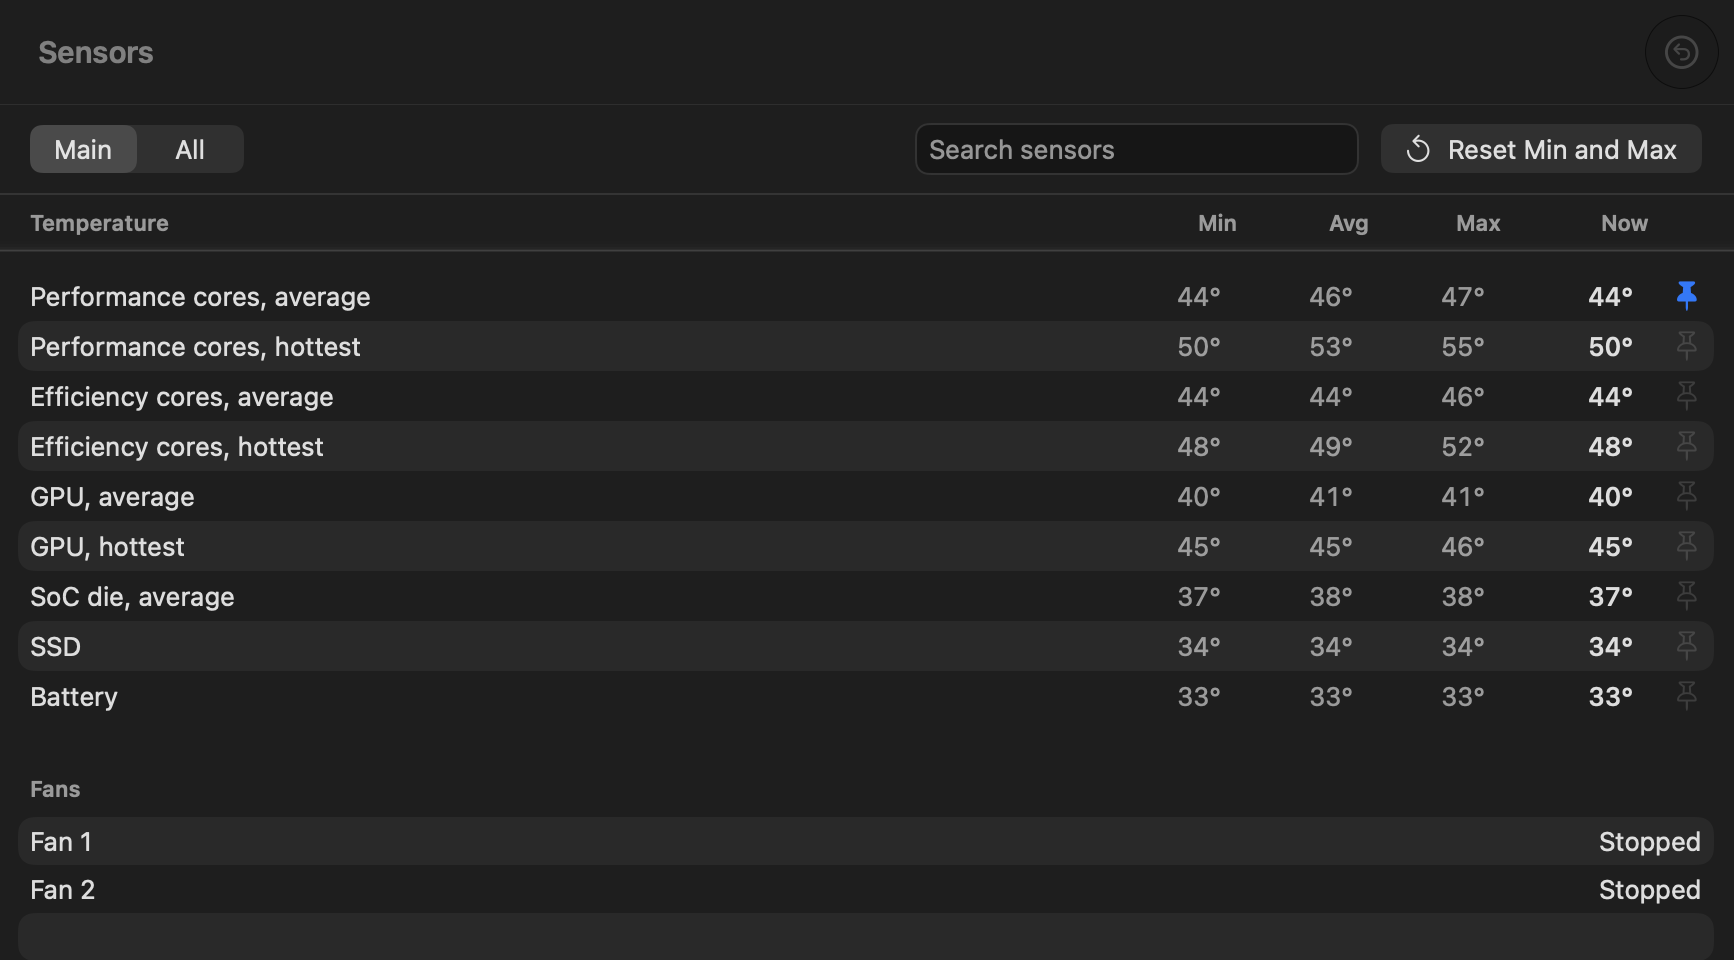 Sensors
Main All Search sensors Reset Min and Max
Temperature Min Avg Max Now
Performance cores, average 44° 46° 47° 44°
Performance cores, hottest 50° 53° 55° 50°
Efficiency cores, average 44° 44° 46° 44°
Efficiency cores, hottest 48° 49° 52° 48°
GPU, average 40° 41° 41° 40°
GPU, hottest 45° 45° 46° 45°
SoC die, average 37° 38° 38° 37°
SSD 34° 34° 34° 34°
Battery 33° 33° 33° 33°
Fans
Fan 1 Stopped
Fan 2 Stopped